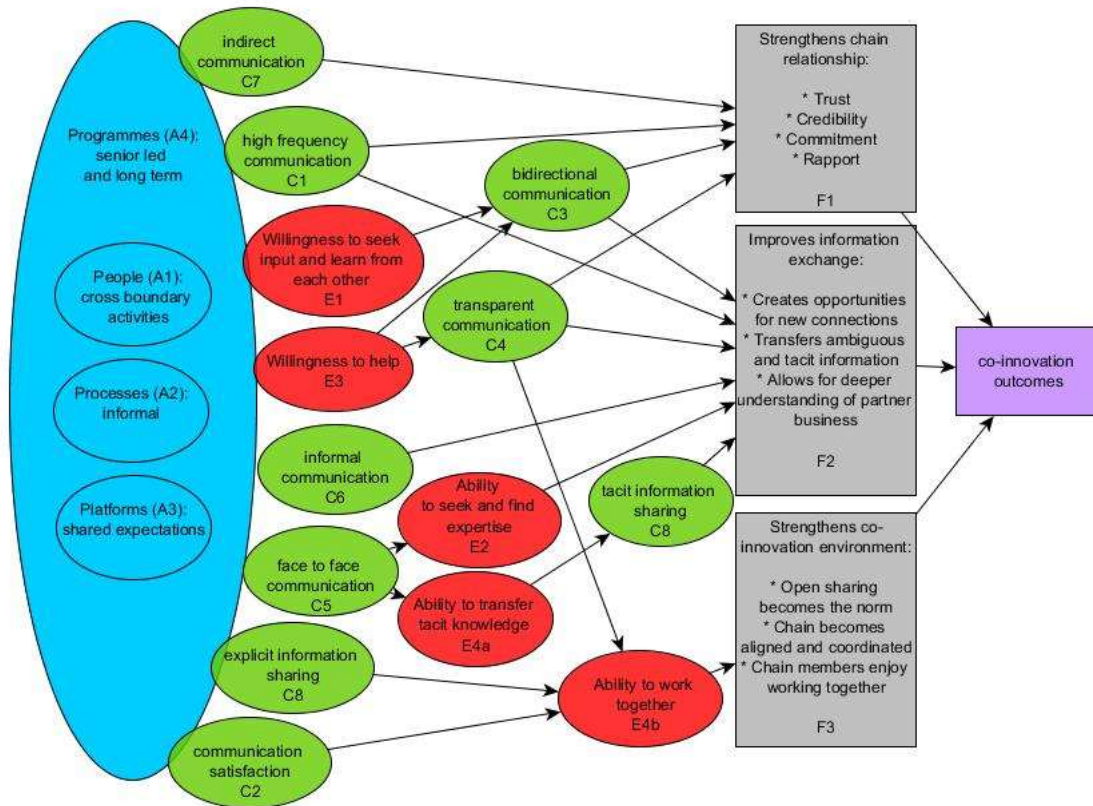 indirect
communication
C7
Programmes (A4):
senior led
and long term
high frequency
communication
C1
Willingness to seek
input and learn from
each other
E1
People (A1):
cross boundary
activities
Willingness to help
E3
Processes (A2):
informal
informal
communication
C6
Platforms (A3):
shared expectations
face to face
communication
C5
explicit information
sharing
C8
communication
satisfaction
C2
bidirectional
communication
C3
transparent
communication
C4
Ability
to seek and find
expertise
E2
Ability to transfer
tacit knowledge
E4a
tacit information
sharing
C8
Ability to work
together
E4b
Strengthens chain
relationship:
* Trust
* Credibility
* Commitment
* Rapport
F1
Improves information
exchange:
* Creates opportunities
for new connections
* Transfers ambiguous
and tacit information
* Allows for deeper
understanding of partner
business
F2
Strengthens co-
innovation environment:
* Open sharing
becomes the norm
* Chain becomes
aligned and coordinated
* Chain members enjoy
working together
F3
co-innovation
outcomes